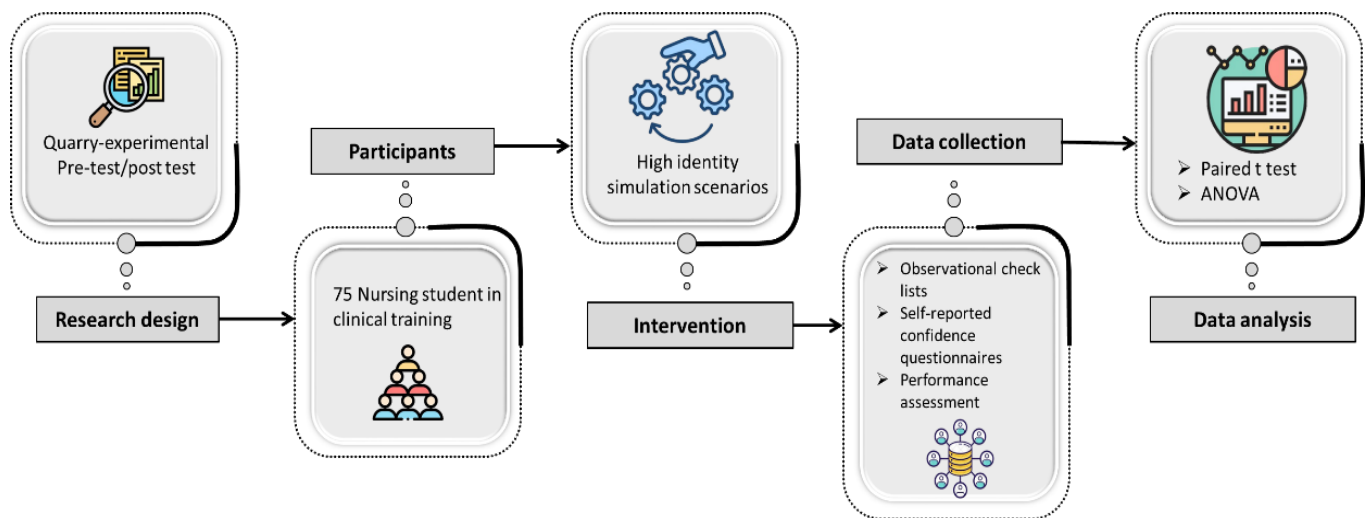 Quarry-experimental
Pre-test/post test
Research design
Participants
75 Nursing student in
clinical training
High identity
simulation scenarios
Intervention
Data collection
➢ Observational check
lists
➢ Self-reported
confidence
questionnaires
➢ Performance
assessment
➢ Paired t test
➢ ANOVA
Data analysis